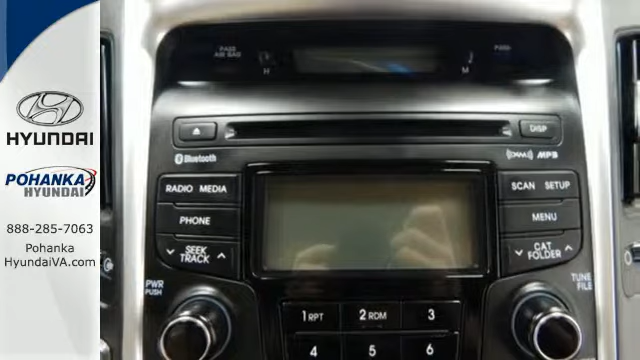 HYUNDAI
POHANKA
HYUNDAI
888-285-7063
Pohanka
HyundaiVA.com
PASS
AIR BAG
H
M
DISP
Bluetooth
((XM)) MP3
RADIO MEDIA
SCAN SETUP
PHONE
MENU
SEEK
TRACK
CAT
FOLDER
PWR
PUSH
TUNE
FILE
1 RPT
2 RDM
3
4
5
6